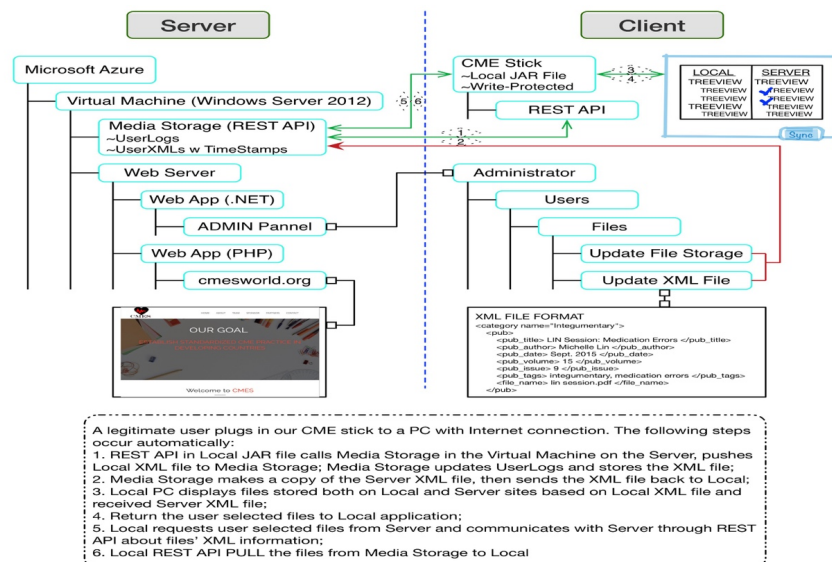 Server
Client
Microsoft Azure
Virtual Machine (Windows Server 2012)
Media Storage (REST API)
~UserLogs
~UserXMLs w TimeStamps
Web Server
Web App (.NET)
ADMIN Pannel
Web App (PHP)
cmesworld.org
CMES
OUR GOAL
Welcome to CMES
5 6
1
2
3
4
CME Stick
~Local JAR File
~Write-Protected
REST API
LOCAL SERVER
TREEVIEW TREEVIEW
TREEVIEW TREEVIEW
TREEVIEW TREEVIEW
TREEVIEW TREEVIEW
TREEVIEW TREEVIEW
Sync
Administrator
Users
Files
Update File Storage
Update XML File
XML FILE FORMAT
<category name="Integumentary">
<pub>
<pub_title> LIN Session: Medication Errors </pub_title>
<pub_author> Michelle Lin </pub_author>
<pub_date> Sept. 2015 </pub_date>
<pub_volume> 15 </pub_volume>
<pub_issue> 9 </pub_issue>
<pub_tags> integumentary, medication errors </pub_tags>
<file_name> lin session.pdf </file_name>
</pub>
A legitimate user plugs in our CME stick to a PC with Internet connection. The following steps
occur automatically:
1. REST API in Local JAR file calls Media Storage in the Virtual Machine on the Server, pushes
Local XML file to Media Storage; Media Storage updates UserLogs and stores the XML file;
2. Media Storage makes a copy of the Server XML file, then sends the XML file back to Local;
3. Local PC displays files stored both on Local and Server sites based on Local XML file and
received Server XML file;
4. Return the user selected files to Local application;
5. Local requests user selected files from Server and communicates with Server through REST
API about files' XML information;
6. Local REST API PULL the files from Media Storage to Local